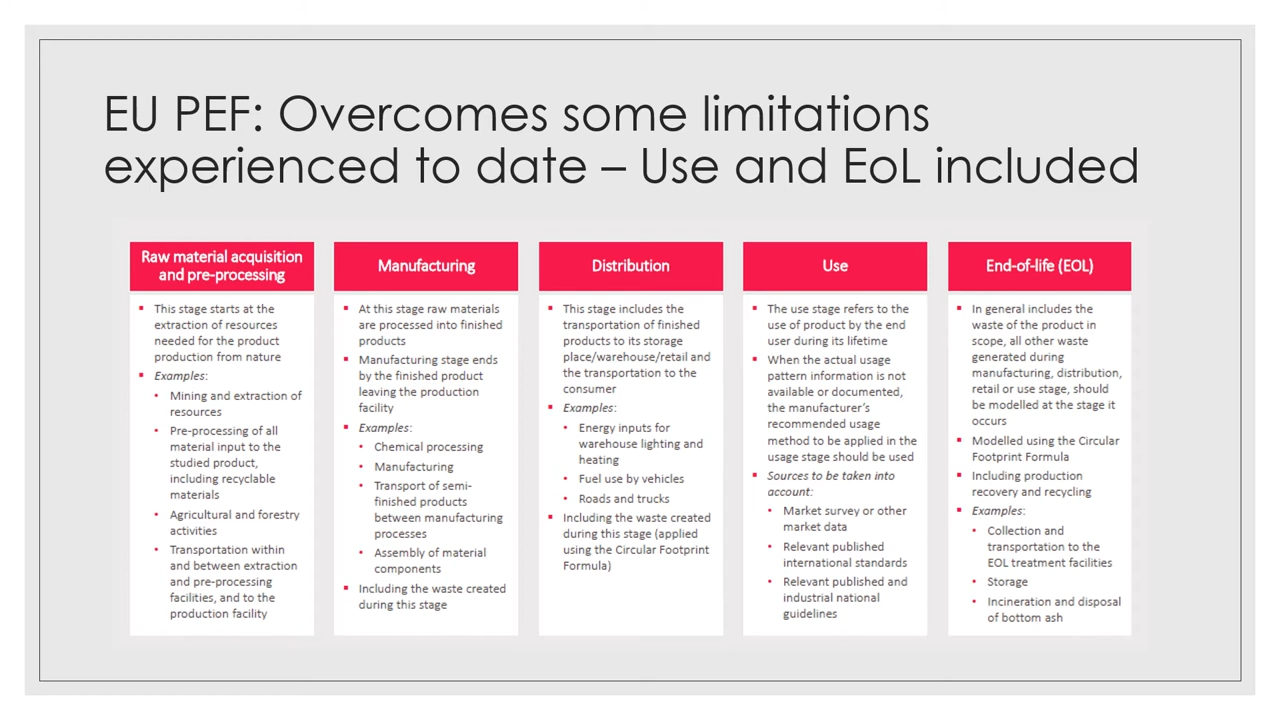 EU PEF: Overcomes some limitations
experienced to date – Use and EoL included
Raw material acquisition
and pre-processing
This stage starts at the
extraction of resources
needed for the product
production from nature
Examples:
Mining and extraction of
resources
Pre-processing of all
material input to the
studied product,
including recyclable
materials
Agricultural and forestry
activities
Transportation within
and between extraction
and pre-processing
facilities, and to the
production facility
Manufacturing
At this stage raw materials
are processed into finished
products
Manufacturing stage ends
by the finished product
leaving the production
facility
Examples:
Chemical processing
Manufacturing
Transport of semi-
finished products
between manufacturing
processes
Assembly of material
components
Including the waste created
during this stage
Distribution
This stage includes the
transportation of finished
products to its storage
place/warehouse/retail and
the transportation to the
consumer
Examples:
Energy inputs for
warehouse lighting and
heating
Fuel use by vehicles
Roads and trucks
Including the waste created
during this stage (applied
using the Circular Footprint
Formula)
Use
The use stage refers to the
use of product by the end
user during its lifetime
When the actual usage
pattern information is not
available or documented,
the manufacturer's
recommended usage
method to be applied in the
usage stage should be used
Sources to be taken into
account:
Market survey or other
market data
Relevant published
international standards
Relevant published and
industrial national
guidelines
End-of-life (EOL)
In general includes the
waste of the product in
scope, all other waste
generated during
manufacturing, distribution,
retail or use stage, should
be modelled at the stage it
occurs
Modelled using the Circular
Footprint Formula
Including production
recovery and recycling
Examples:
Collection and
transportation to the
EOL treatment facilities
Storage
Incineration and disposal
of bottom ash